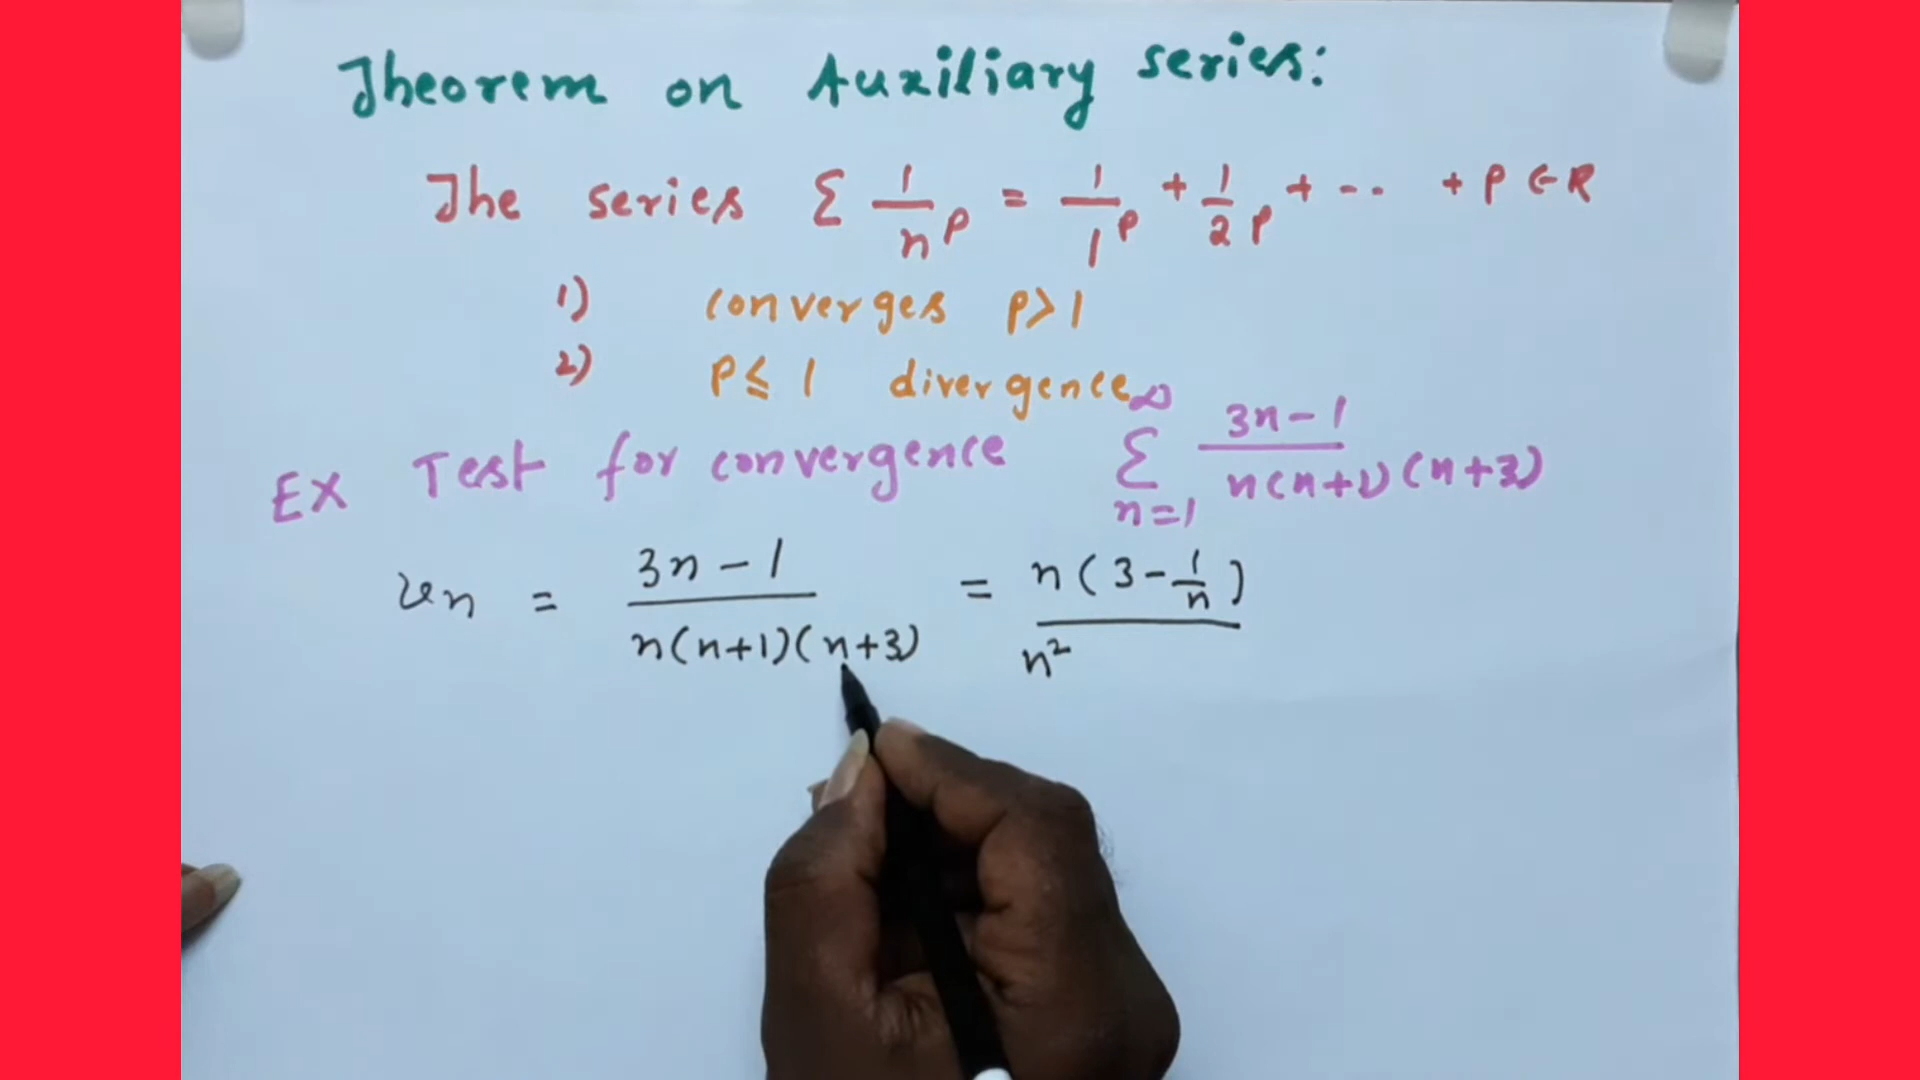 Theorem on Auxiliary series:
The series Σ 1/n^p = 1/1^p + 1/2^p + -- + p ∈ R
1) converges p>1
2) p ≤ 1 divergence
EX Test for convergence ∞ Σ n=1 3n-1 / n(n+1)(n+3)
un = 3n-1 / n(n+1)(n+3) = n(3-1/n) / n²